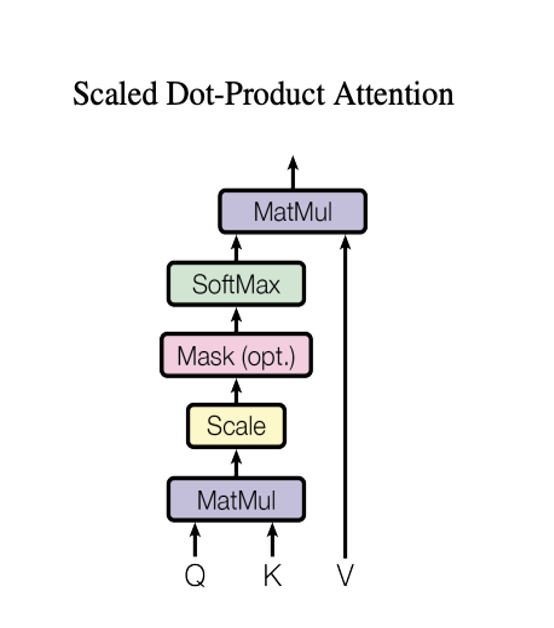 Scaled Dot-Product Attention
MatMul
SoftMax
Mask (opt.)
Scale
MatMul
Q K V